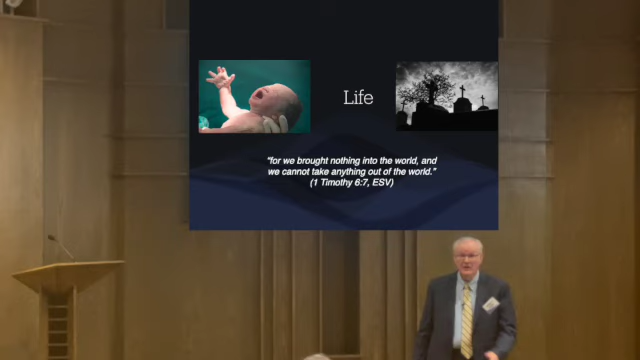 Life
"for we brought nothing into the world, and
we cannot take anything out of the world."
(1 Timothy 6:7, ESV)